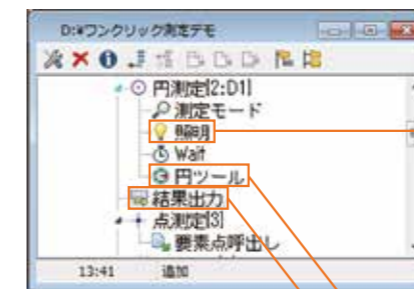 D:¥ワンクリック測定デモ
円測定[2:D1]
測定モード
照明
Wait
円ツール
結果出力
点測定[3]
要素点呼出し
13:41 追加